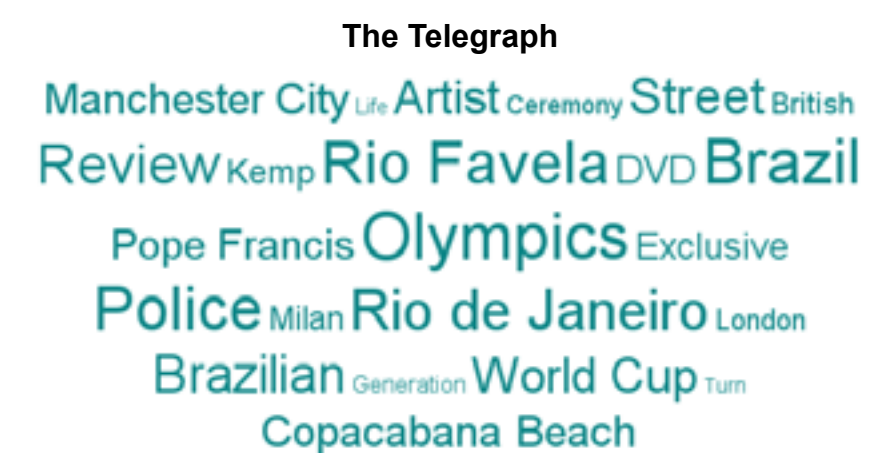 The Telegraph
Manchester City Life Artist Ceremony Street British
Review Kemp Rio Favela DVD Brazil
Pope Francis Olympics Exclusive
Police Milan Rio de Janeiro London
Brazilian Generation World Cup Turn
Copacabana Beach